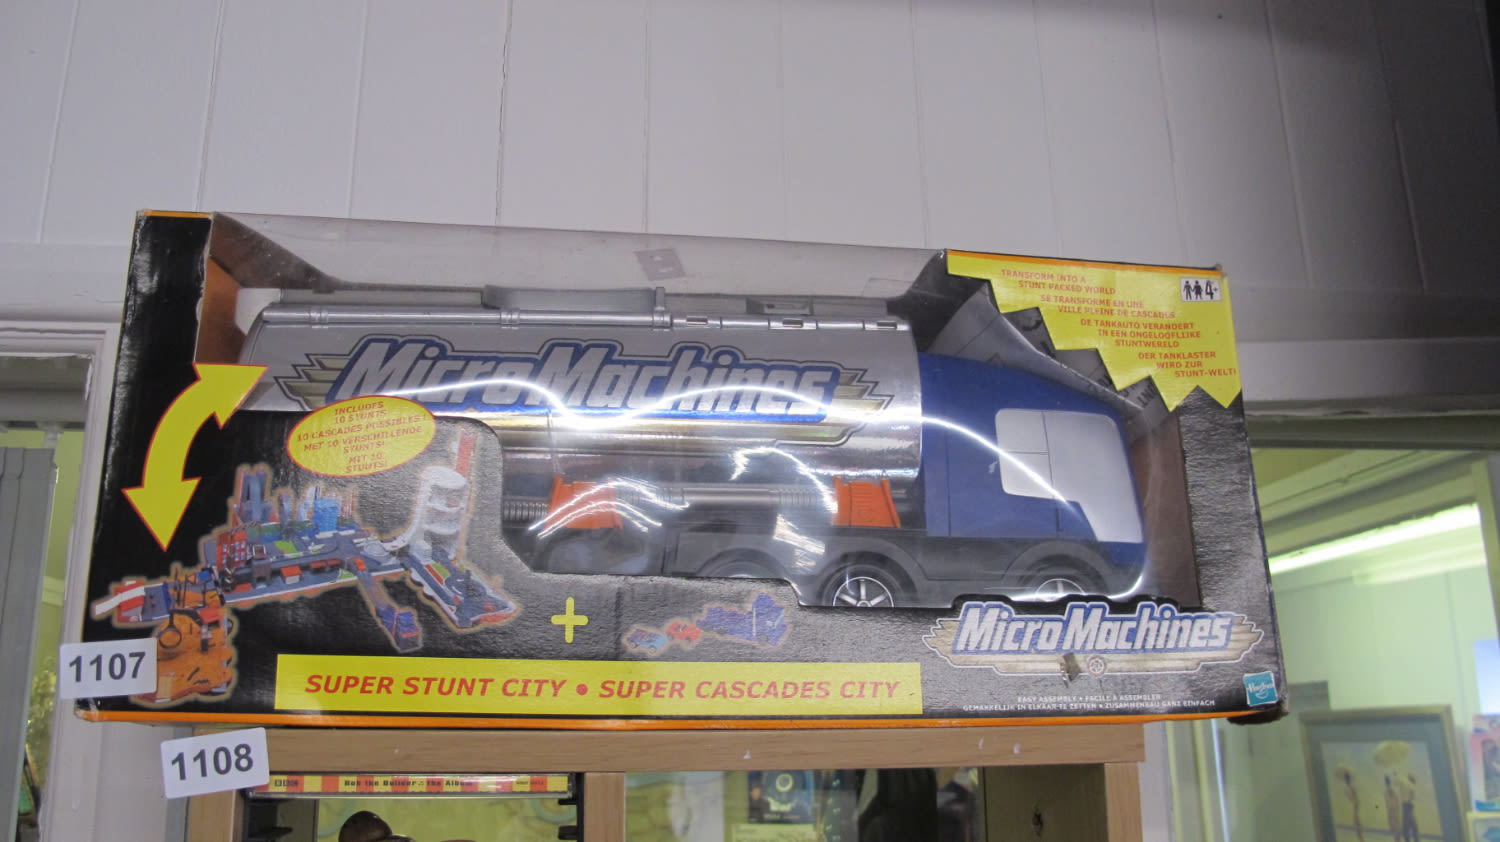 TRANSFORM INTO A
STUNT PACKED WORLD
SE TRANSFORME EN UNE
VILLE PLEINE DE CASCADES
DE TANKAUTO VERANDERT
IN EEN ONGELOOFLIJKE
STUNTWERELD
DER TANKLASTER
WIRD ZUR
STUNT-WELT!
4+
MicroMachines
INCLUDES
10 STUNTS
10 CASCADES POSSIBLES!
MET 10 VERSCHILLENDE
STUNTS!
MIT 10
STUNTS!
+
MicroMachines
SUPER STUNT CITY • SUPER CASCADES CITY
Hasbro
EASY ASSEMBLY • FACILE A ASSEMBLER
GEMAKKELIJK IN ELKAAR TE ZETTEN • ZUSAMMENBAU GANZ EINFACH
1107
1108
BBC
Bob the Builder : The Album